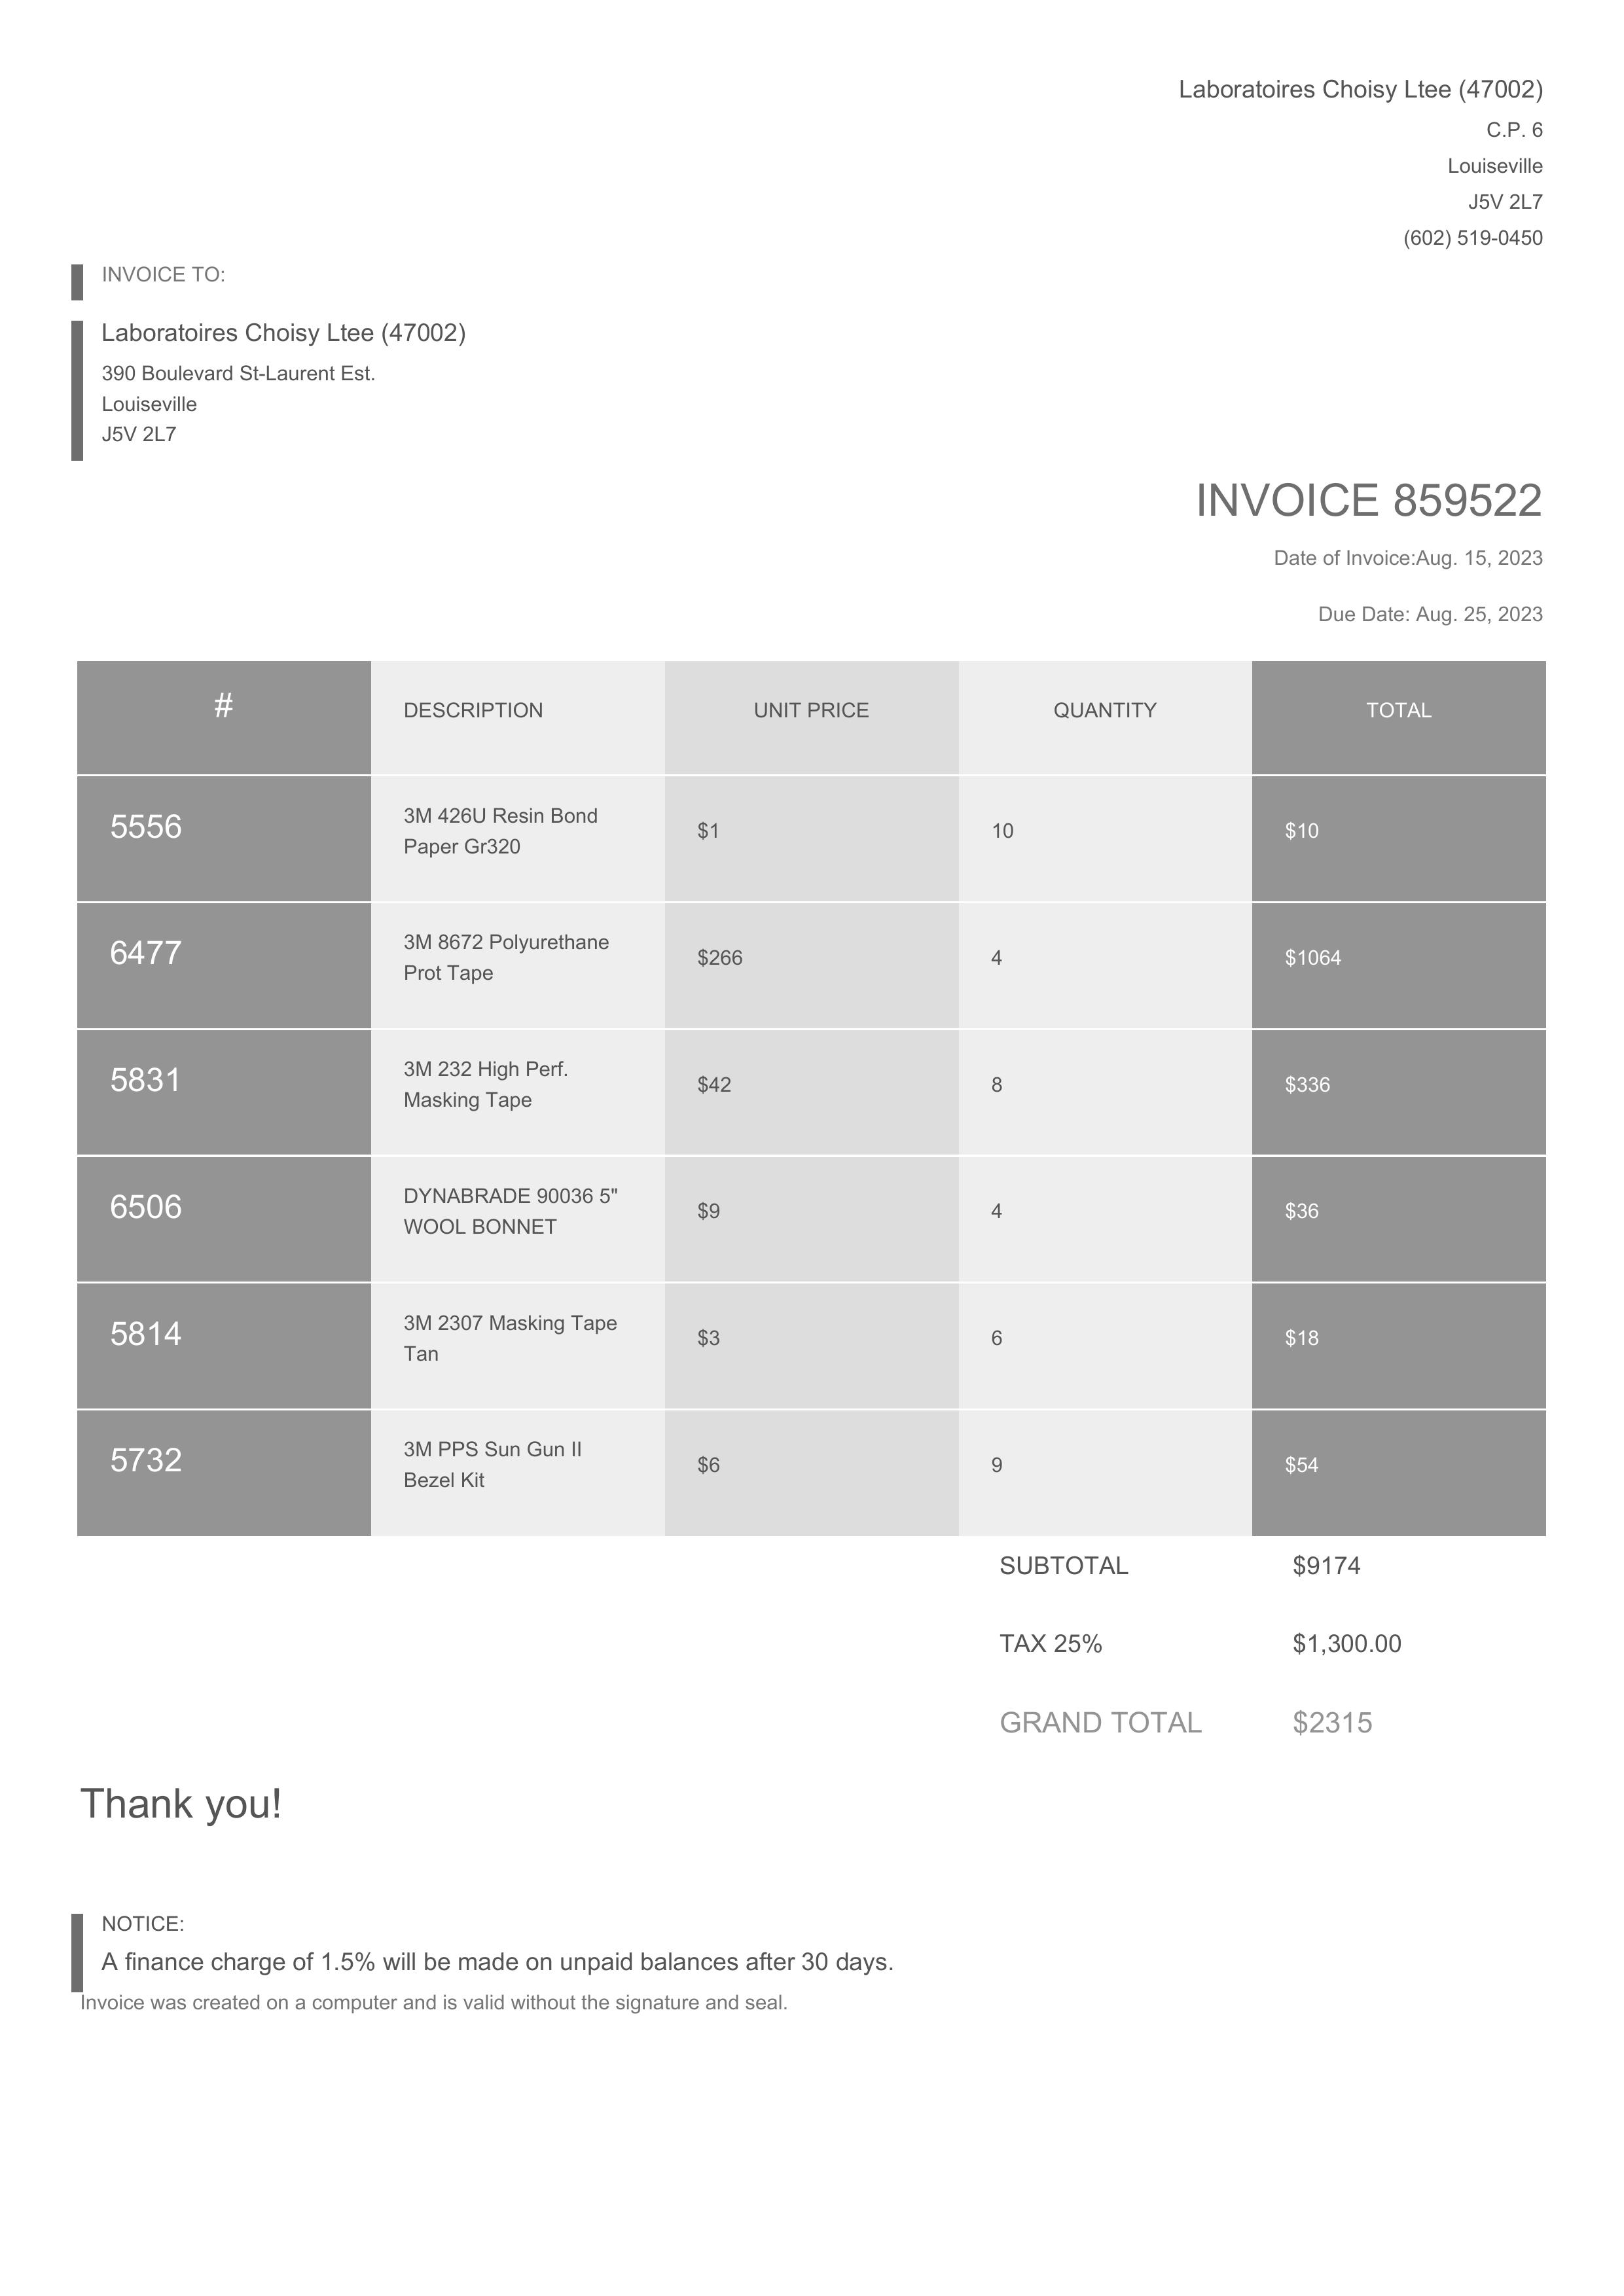 Laboratoires Choisy Ltee (47002)
C.P. 6
Louiseville
J5V 2L7
(602) 519-0450
INVOICE TO:
Laboratoires Choisy Ltee (47002)
390 Boulevard St-Laurent Est.
Louiseville
J5V 2L7
INVOICE 859522
Date of Invoice:Aug. 15, 2023
Due Date: Aug. 25, 2023
# DESCRIPTION UNIT PRICE QUANTITY TOTAL
5556 3M 426U Resin Bond Paper Gr320 $1 10 $10
6477 3M 8672 Polyurethane Prot Tape $266 4 $1064
5831 3M 232 High Perf. Masking Tape $42 8 $336
6506 DYNABRADE 90036 5" WOOL BONNET $9 4 $36
5814 3M 2307 Masking Tape Tan $3 6 $18
5732 3M PPS Sun Gun II Bezel Kit $6 9 $54
SUBTOTAL $9174
TAX 25% $1,300.00
GRAND TOTAL $2315
Thank you!
NOTICE:
A finance charge of 1.5% will be made on unpaid balances after 30 days.
Invoice was created on a computer and is valid without the signature and seal.